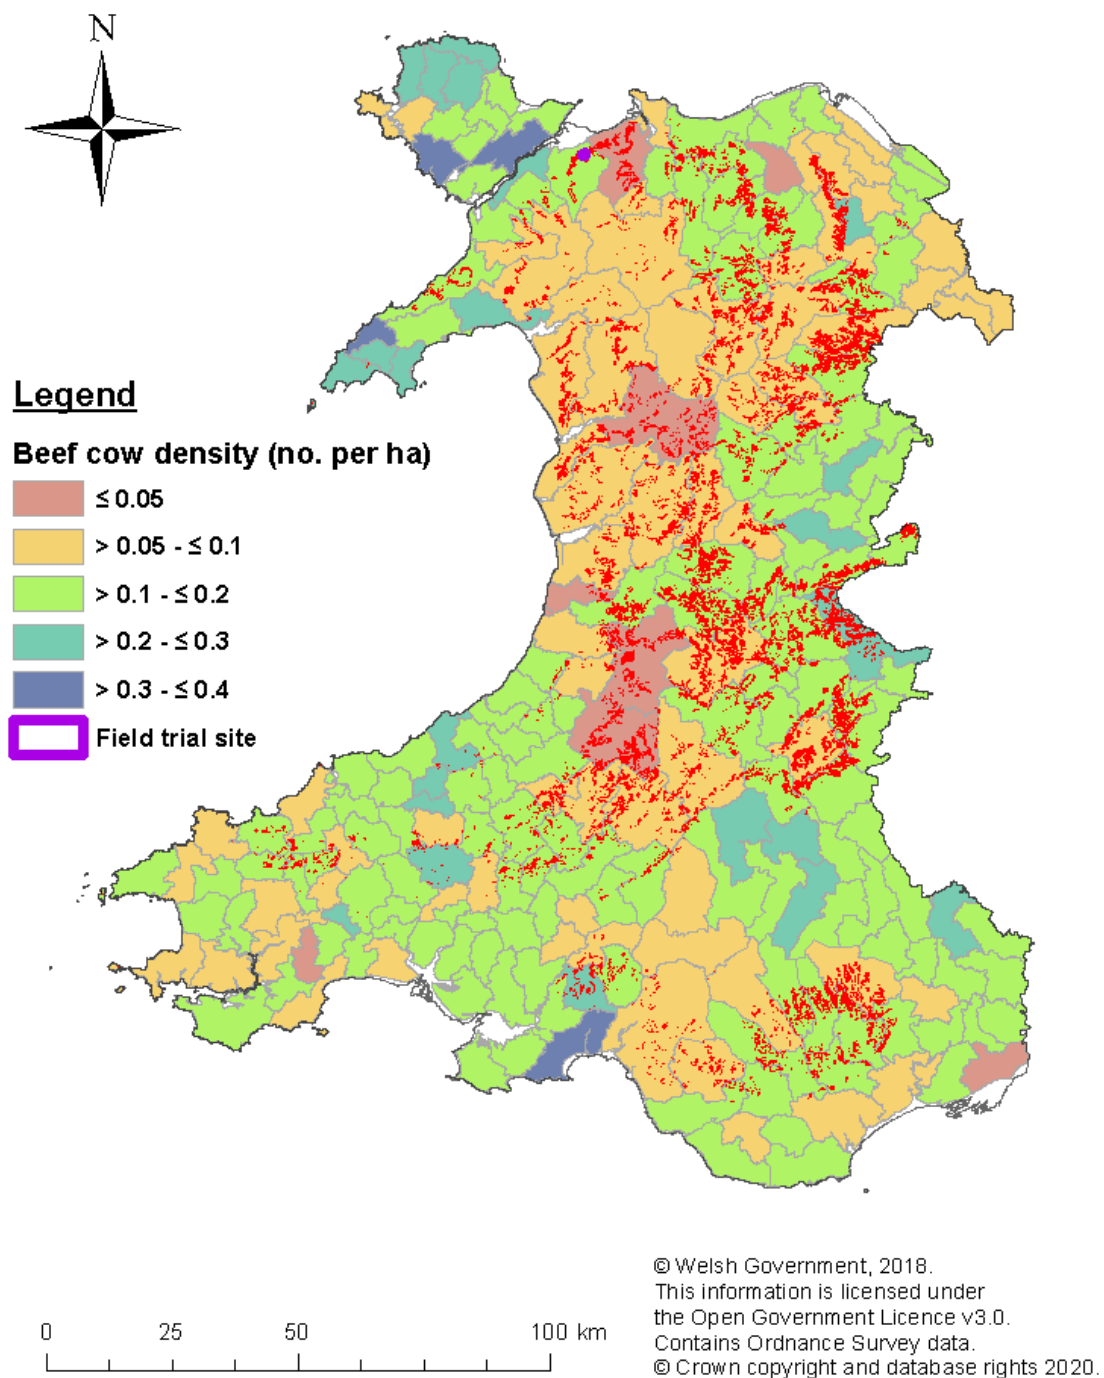 N
Legend
Beef cow density (no. per ha)
≤ 0.05
> 0.05 - ≤ 0.1
> 0.1 - ≤ 0.2
> 0.2 - ≤ 0.3
> 0.3 - ≤ 0.4
Field trial site
0 25 50 100 km
© Welsh Government, 2018.
This information is licensed under
the Open Government Licence v3.0.
Contains Ordnance Survey data.
© Crown copyright and database rights 2020.